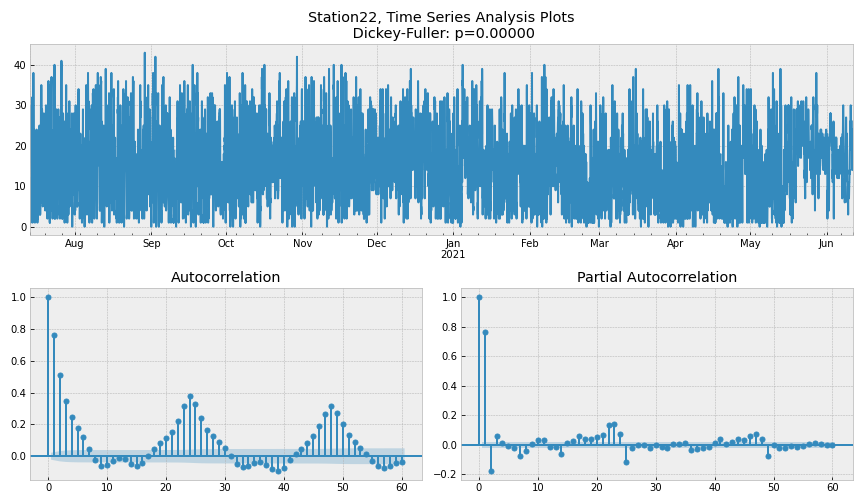 Station22, Time Series Analysis Plots
Dickey-Fuller: p=0.00000
40
30
20
10
0
Aug Sep Oct Nov Dec Jan Feb Mar Apr May Jun
2021
Autocorrelation
1.0
0.8
0.6
0.4
0.2
0.0
0 10 20 30 40 50 60
Partial Autocorrelation
1.0
0.8
0.6
0.4
0.2
0.0
−0.2
0 10 20 30 40 50 60